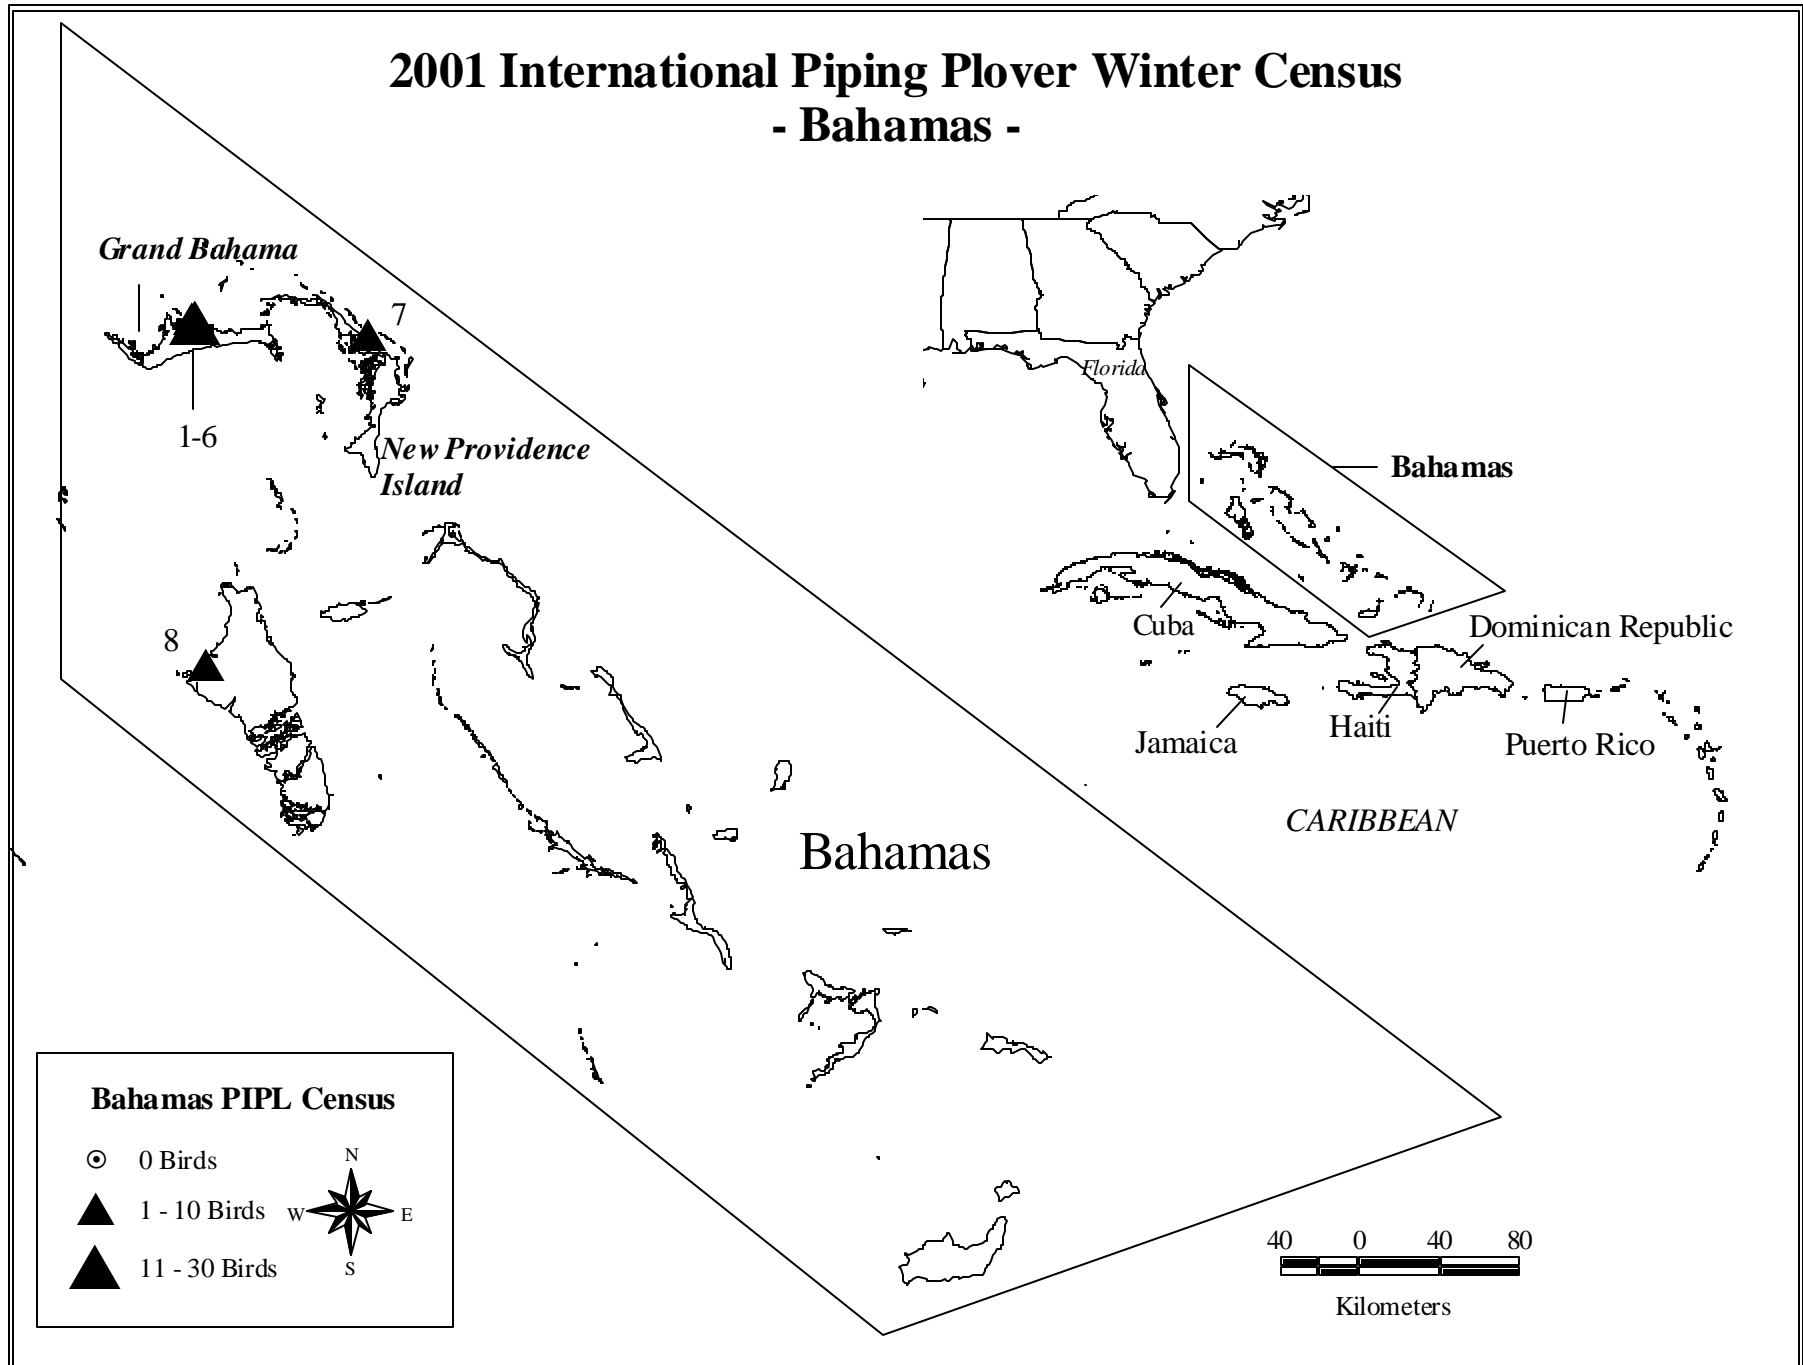 2001 International Piping Plover Winter Census
- Bahamas -
Grand Bahama
7
1-6
New Providence
Island
8
Bahamas
Florida
Bahamas
Cuba
Dominican Republic
Jamaica
Haiti
Puerto Rico
CARIBBEAN
Bahamas PIPL Census
0 Birds
1 - 10 Birds
11 - 30 Birds
N
W
E
S
40 0 40 80
Kilometers